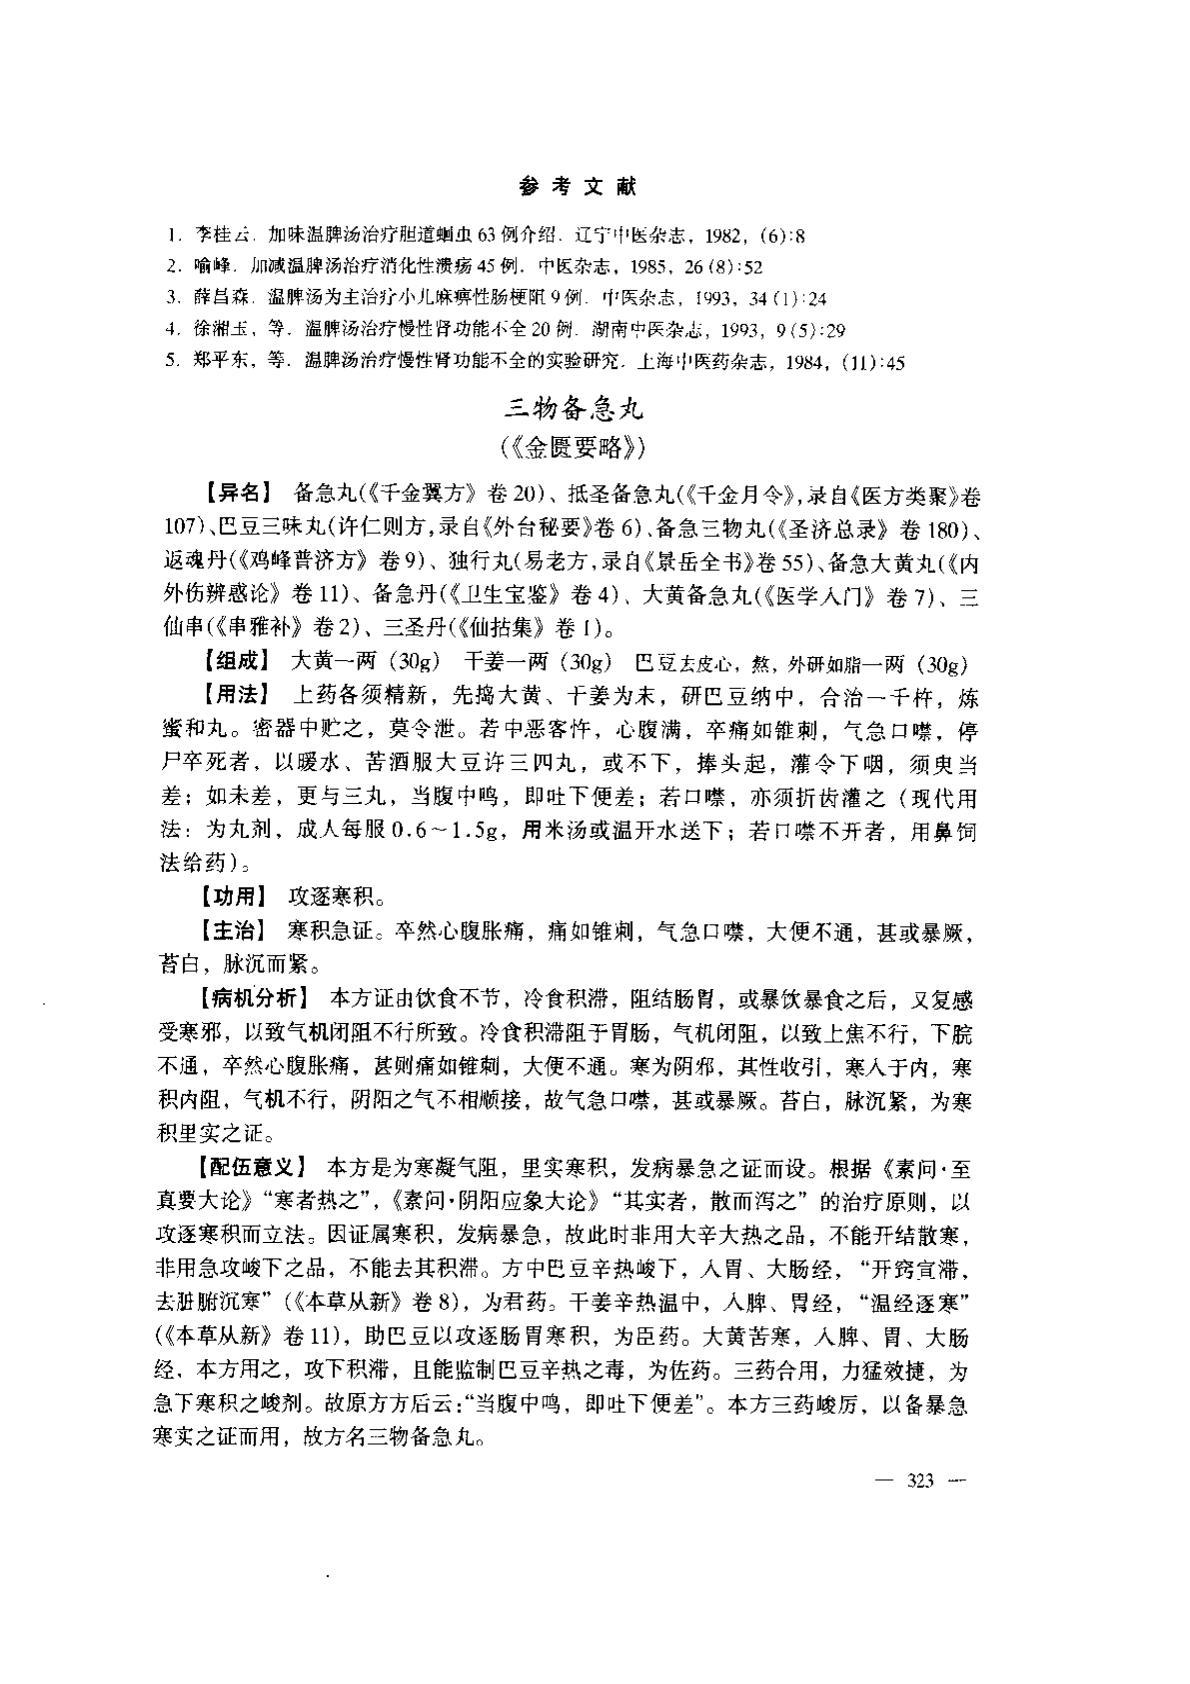 参考文献
1. 李桂云. 加味温脾汤治疗胆道蛔虫63例介绍. 辽宁中医杂志，1982，(6):8
2. 喻峰. 加减温脾汤治疗消化性溃疡45例. 中医杂志，1985，26(8):52
3. 薛昌森. 温脾汤为主治疗小儿麻痹性肠梗阻9例. 中医杂志，1993，34(1):24
4. 徐湘玉，等. 温脾汤治疗慢性肾功能不全20例. 湖南中医杂志，1993，9(5):29
5. 郑平东，等. 温脾汤治疗慢性肾功能不全的实验研究. 上海中医药杂志，1984，(11):45
三物备急丸
(《金匮要略》)
【异名】 备急丸(《千金翼方》卷20)、抵圣备急丸(《千金月令》,录自《医方类聚》卷
107)、巴豆三味丸(许仁则方,录自《外台秘要》卷6)、备急三物丸(《圣济总录》卷180)、
返魂丹(《鸡峰普济方》卷9)、独行丸(易老方,录自《景岳全书》卷55)、备急大黄丸(《内
外伤辨惑论》卷11)、备急丹(《卫生宝鉴》卷4)、大黄备急丸(《医学入门》卷7)、三
仙串(《串雅补》卷2)、三圣丹(《仙拈集》卷1)。
【组成】 大黄一两（30g） 干姜一两（30g） 巴豆去皮心，熬，外研如脂一两（30g）
【用法】 上药各须精新，先捣大黄、干姜为末，研巴豆纳中，合治一千杵，炼
蜜和丸。密器中贮之，莫令泄。若中恶客忤，心腹满，卒痛如锥刺，气急口噤，停
尸卒死者，以暖水、苦酒服大豆许三四丸，或不下，捧头起，灌令下咽，须臾当
差；如未差，更与三丸，当腹中鸣，即吐下便差；若口噤，亦须折齿灌之（现代用
法：为丸剂，成人每服0.6～1.5g，用米汤或温开水送下；若口噤不开者，用鼻饲
法给药）。
【功用】 攻逐寒积。
【主治】 寒积急证。卒然心腹胀痛，痛如锥刺，气急口噤，大便不通，甚或暴厥，
苔白，脉沉而紧。
【病机分析】 本方证由饮食不节，冷食积滞，阻结肠胃，或暴饮暴食之后，又复感
受寒邪，以致气机闭阻不行所致。冷食积滞阻于胃肠，气机闭阻，以致上焦不行，下脘
不通，卒然心腹胀痛，甚则痛如锥刺，大便不通。寒为阴邪，其性收引，寒入于内，寒
积内阻，气机不行，阴阳之气不相顺接，故气急口噤，甚或暴厥。苔白，脉沉紧，为寒
积里实之证。
【配伍意义】 本方是为寒凝气阻，里实寒积，发病暴急之证而设。根据《素问·至
真要大论》“寒者热之”，《素问·阴阳应象大论》“其实者，散而泻之”的治疗原则，以
攻逐寒积而立法。因证属寒积，发病暴急，故此时非用大辛大热之品，不能开结散寒，
非用急攻峻下之品，不能去其积滞。方中巴豆辛热峻下，入胃、大肠经，“开窍宣滞，
去脏腑沉寒”（《本草从新》卷8），为君药。干姜辛热温中，入脾、胃经，“温经逐寒”
（《本草从新》卷11），助巴豆以攻逐肠胃寒积，为臣药。大黄苦寒，入脾、胃、大肠
经，本方用之，攻下积滞，且能监制巴豆辛热之毒，为佐药。三药合用，力猛效捷，为
急下寒积之峻剂。故原方方后云:“当腹中鸣，即吐下便差”。本方三药峻厉，以备暴急
寒实之证而用，故方名三物备急丸。
— 323 —